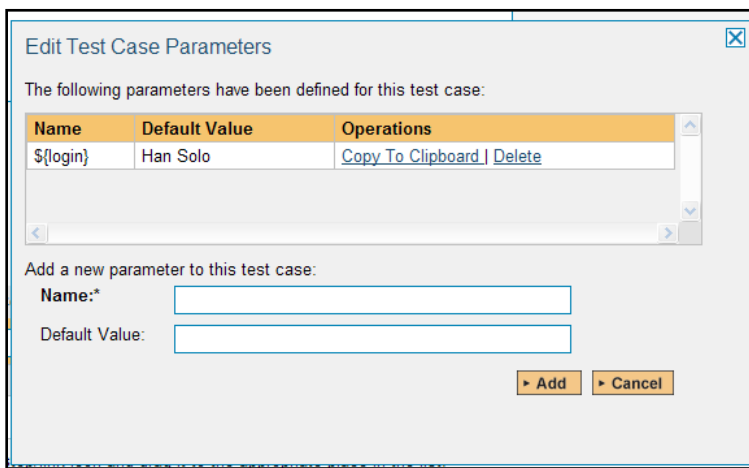 Edit Test Case Parameters
The following parameters have been defined for this test case:
Name Default Value Operations
${login} Han Solo Copy To Clipboard | Delete
Add a new parameter to this test case:
Name:*
Default Value:
Add Cancel